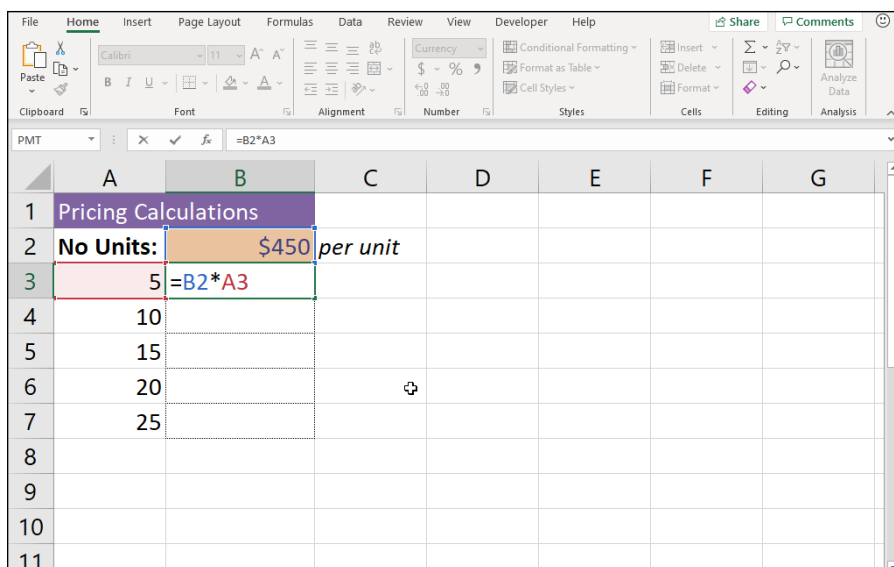 File Home Insert Page Layout Formulas Data Review View Developer Help Share Comments
Calibri 11 A^ A˅ ab Currency Conditional Formatting Insert Σ
Paste $ % 9 Format as Table Delete Analyze
B I U A Cell Styles Format Data
Clipboard Font Alignment Number Styles Cells Editing Analysis
PMT fx =B2*A3
A B C D E F G
1 Pricing Calculations
2 No Units: $450 per unit
3 5 =B2*A3
4 10
5 15
6 20
7 25
8
9
10
11